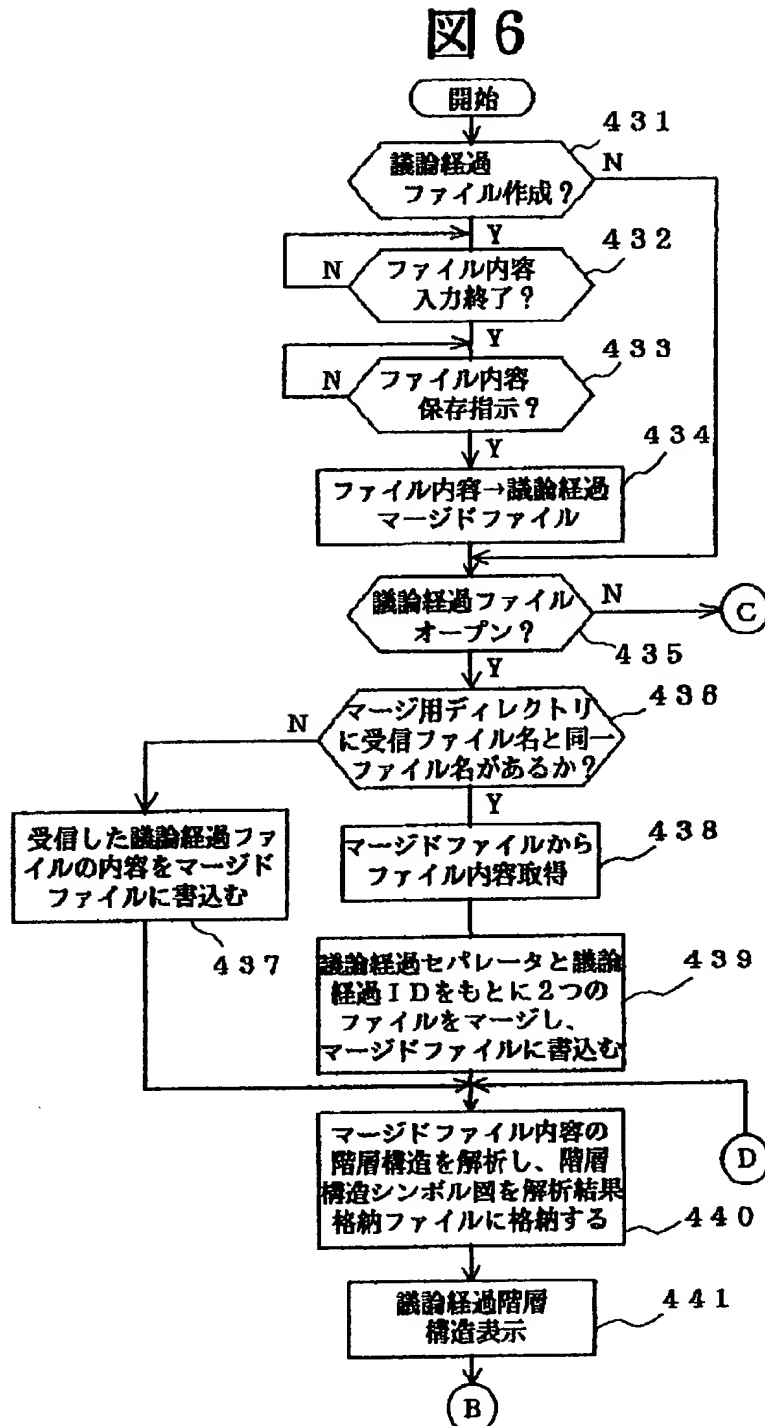 図6
開始
431
議論経過
ファイル作成？
N
Y
432
ファイル内容
入力終了？
N
Y
433
ファイル内容
保存指示？
N
Y
434
ファイル内容→議論経過
マージドファイル
議論経過ファイル
オープン？
N
C
435
Y
436
マージ用ディレクトリ
に受信ファイル名と同一
ファイル名があるか？
N
Y
受信した議論経過ファ
イルの内容をマージド
ファイルに書込む
437
マージドファイルから
ファイル内容取得
438
議論経過セパレータと議論
経過IDをもとに2つの
ファイルをマージし、
マージドファイルに書込む
439
マージドファイル内容の
階層構造を解析し、階層
構造シンボル図を解析結果
格納ファイルに格納する
D
440
議論経過階層
構造表示
441
B